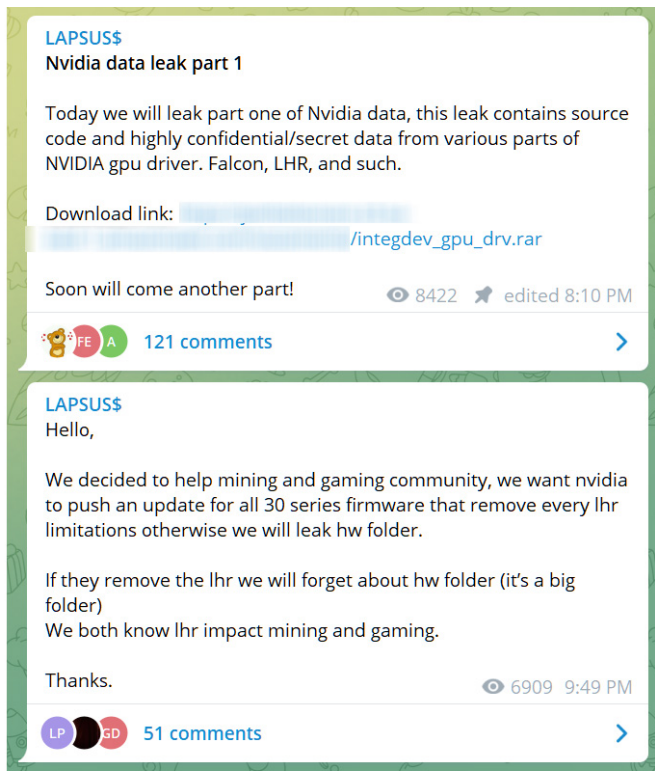 LAPSUS$
Nvidia data leak part 1
Today we will leak part one of Nvidia data, this leak contains source
code and highly confidential/secret data from various parts of
NVIDIA gpu driver. Falcon, LHR, and such.
Download link:
/integdev_gpu_drv.rar
Soon will come another part!
8422 edited 8:10 PM
FE A 121 comments
LAPSUS$
Hello,
We decided to help mining and gaming community, we want nvidia
to push an update for all 30 series firmware that remove every lhr
limitations otherwise we will leak hw folder.
If they remove the lhr we will forget about hw folder (it's a big
folder)
We both know lhr impact mining and gaming.
Thanks.
6909 9:49 PM
LP GD 51 comments